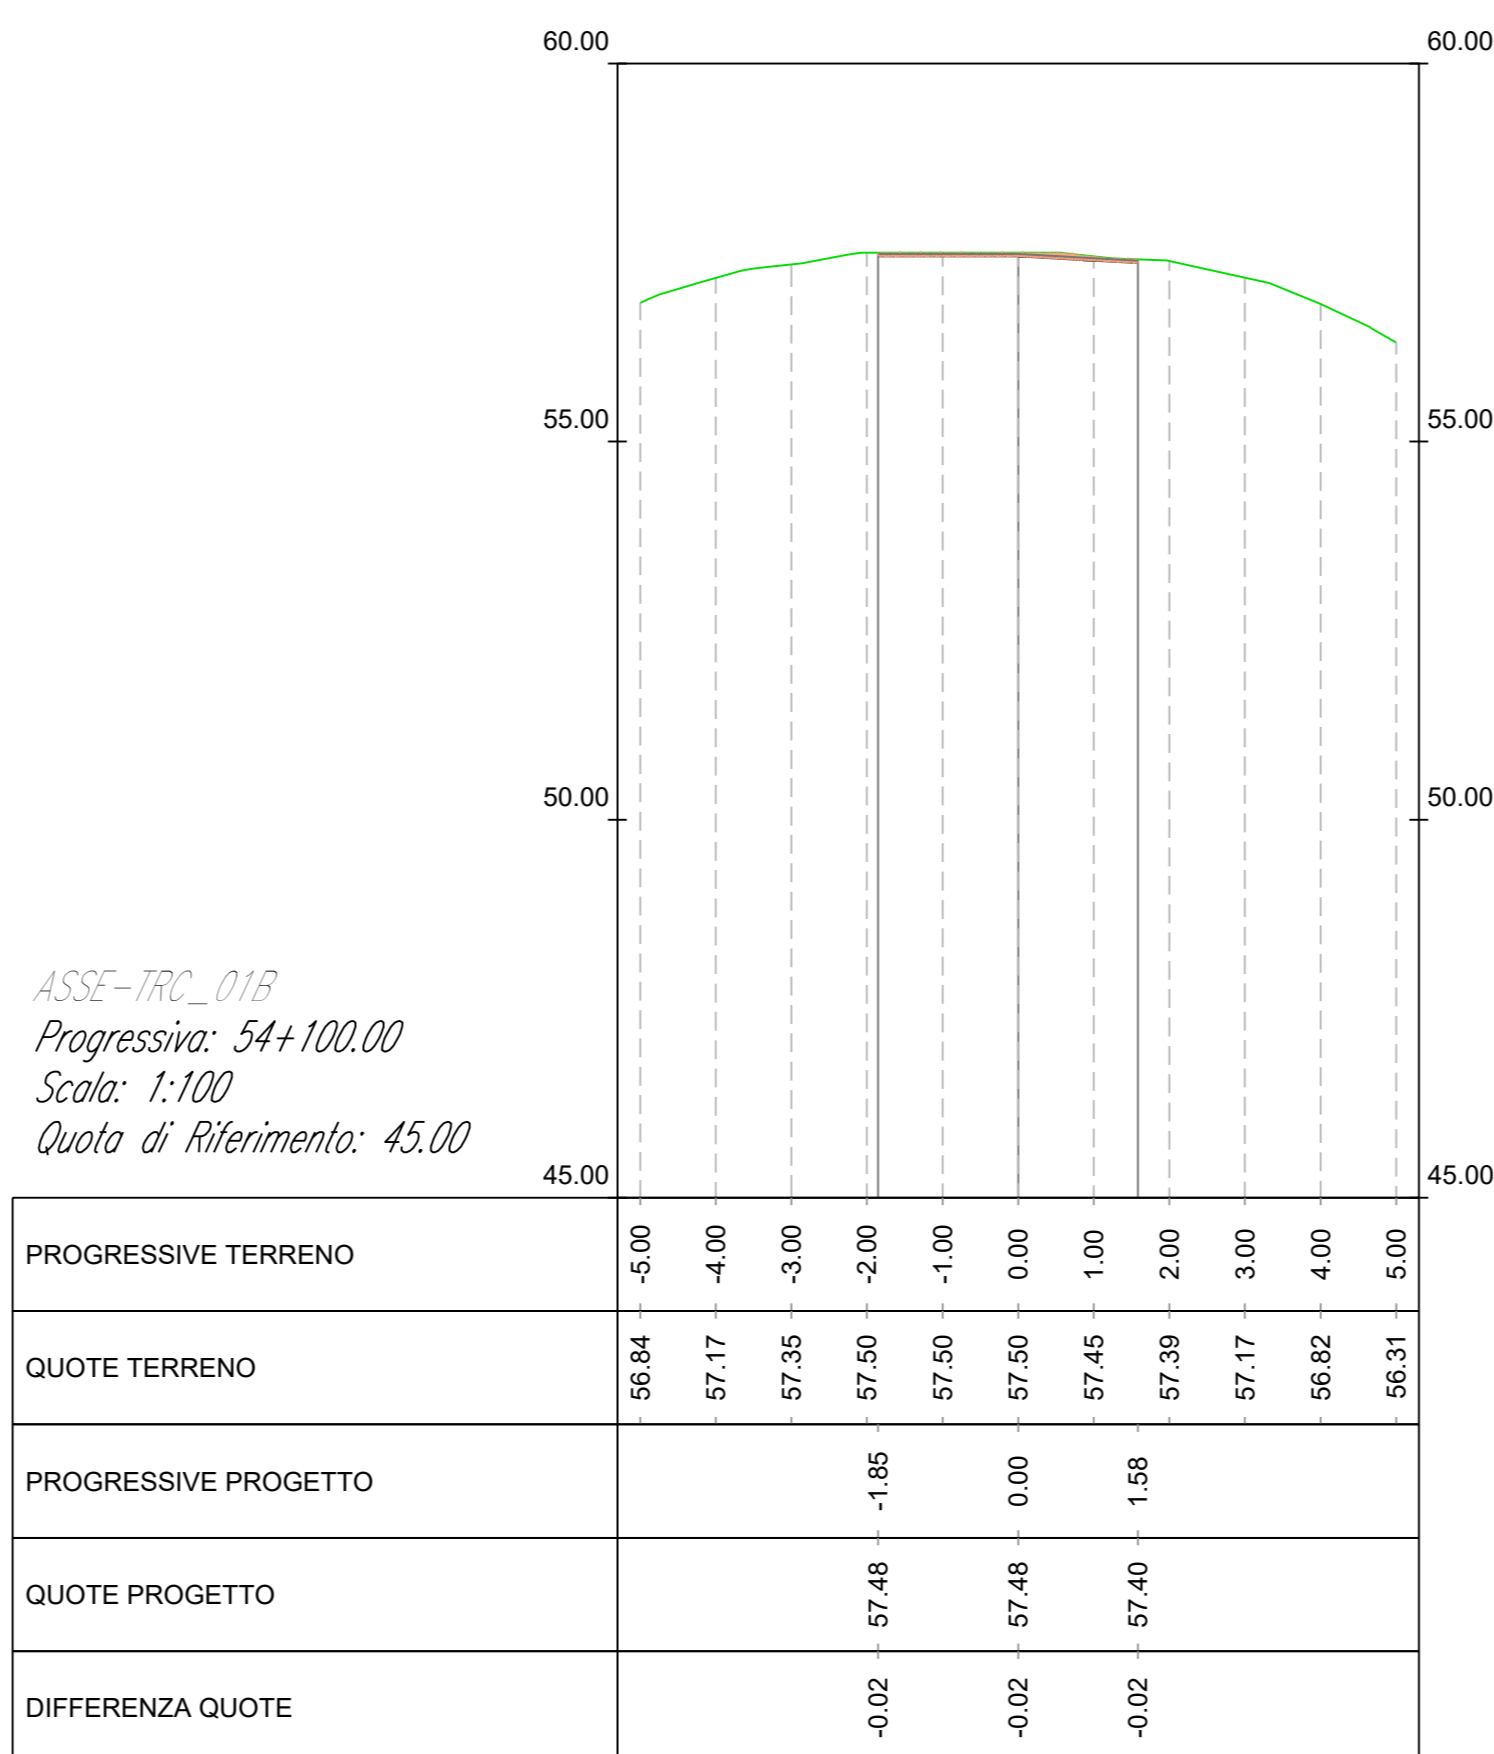 60.00 60.00
55.00 55.00
50.00 50.00
ASSE-TRC_01B
Progressiva: 54+100.00
Scala: 1:100
Quota di Riferimento: 45.00
45.00 45.00
PROGRESSIVE TERRENO -5.00 -4.00 -3.00 -2.00 -1.00 0.00 1.00 2.00 3.00 4.00 5.00
QUOTE TERRENO 56.84 57.17 57.35 57.50 57.50 57.50 57.45 57.39 57.17 56.82 56.31
PROGRESSIVE PROGETTO -1.85 0.00 1.58
QUOTE PROGETTO 57.48 57.48 57.40
DIFFERENZA QUOTE -0.02 -0.02 -0.02